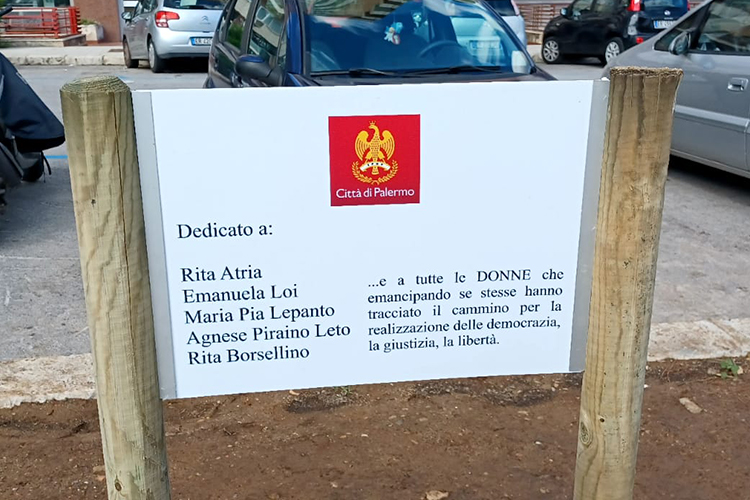 Città di Palermo
Dedicato a:
Rita Atria
Emanuela Loi
Maria Pia Lepanto
Agnese Piraino Leto
Rita Borsellino
...e a tutte le DONNE che
emancipando se stesse hanno
tracciato il cammino per la
realizzazione delle democrazia,
la giustizia, la libertà.